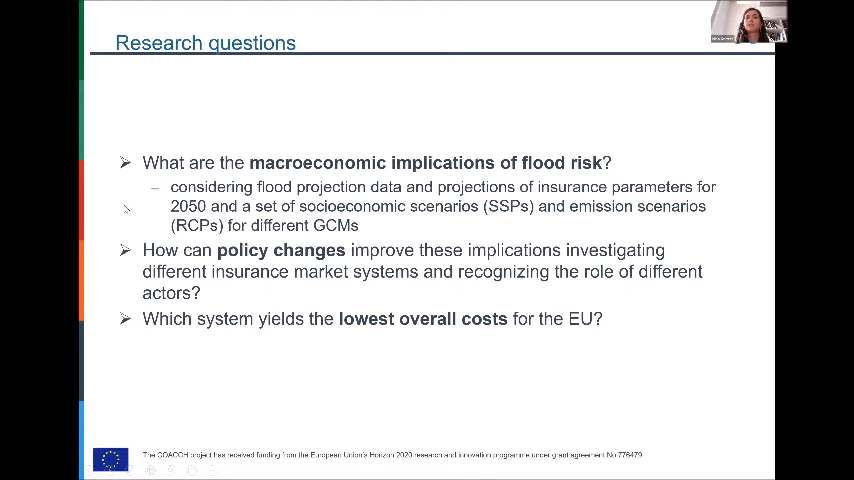 Research questions
➢ What are the macroeconomic implications of flood risk?
– considering flood projection data and projections of insurance parameters for
2050 and a set of socioeconomic scenarios (SSPs) and emission scenarios
(RCPs) for different GCMs
➢ How can policy changes improve these implications investigating
different insurance market systems and recognizing the role of different
actors?
➢ Which system yields the lowest overall costs for the EU?
The COACCH project has received funding from the European Union's Horizon 2020 research and innovation programme under grant agreement No 776479